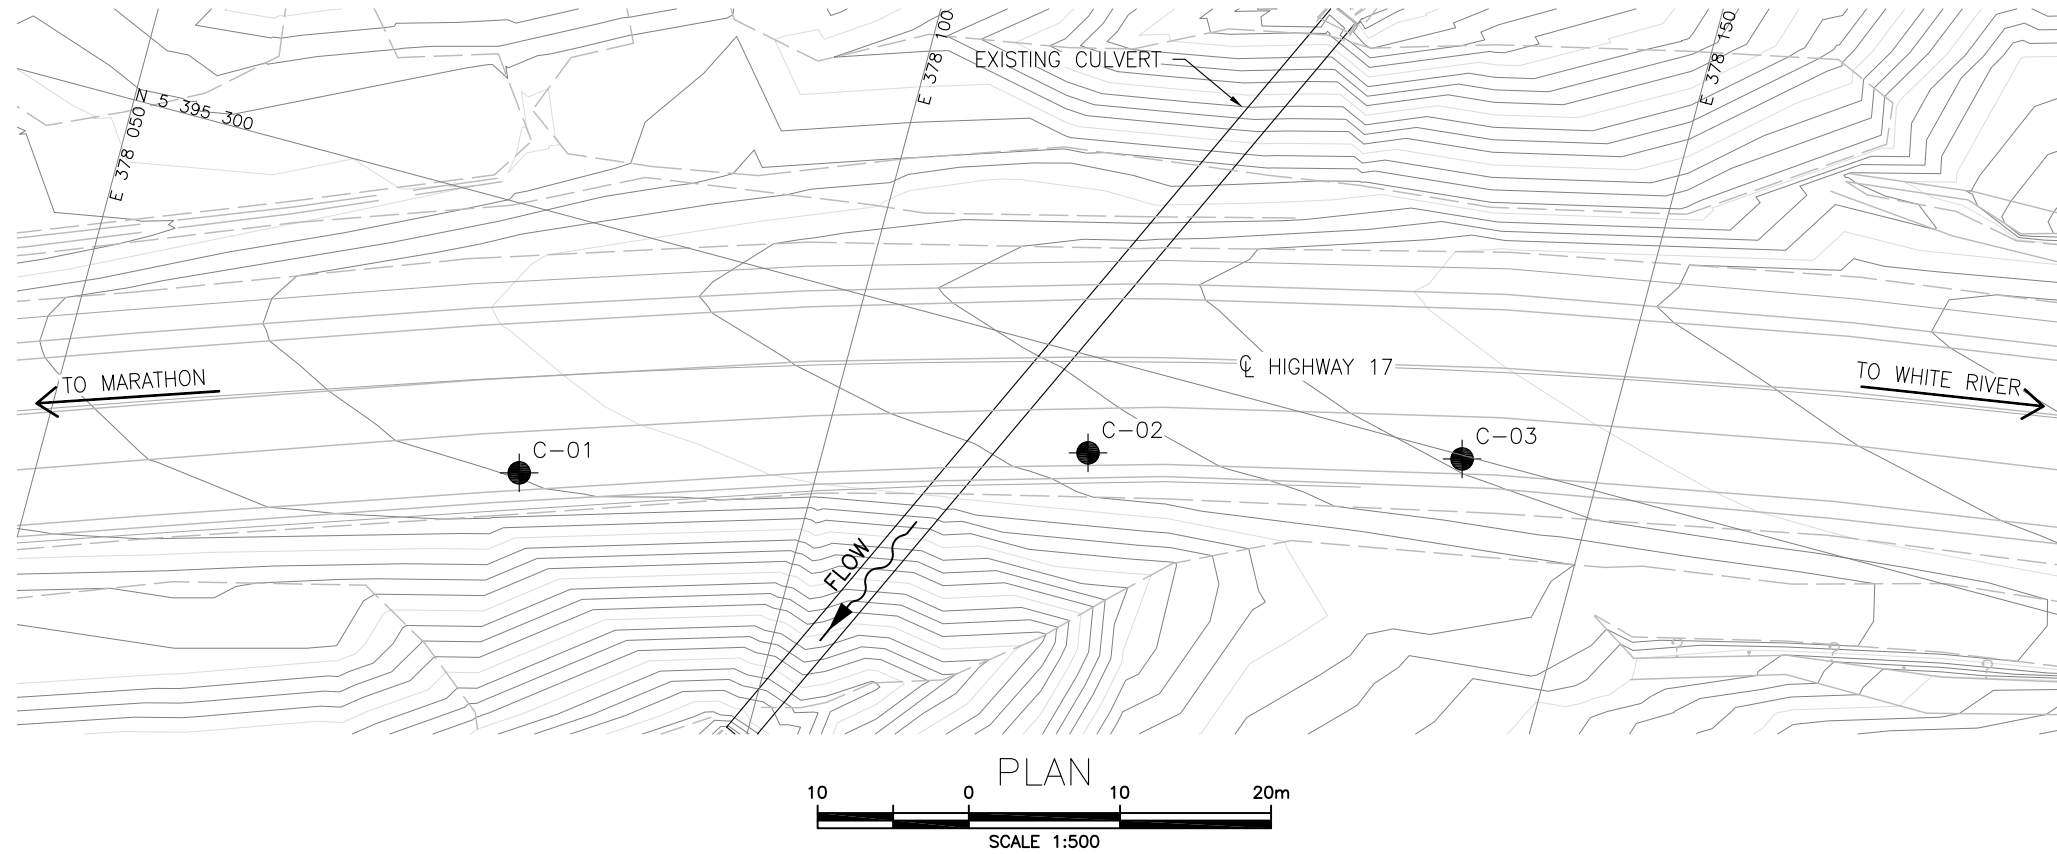 E 378 100
E 378 150
EXISTING CULVERT
N 5 395 300
E 378 050
℄ HIGHWAY 17
TO MARATHON
TO WHITE RIVER
C-01
C-02
C-03
FLOW
PLAN
10 0 10 20m
SCALE 1:500